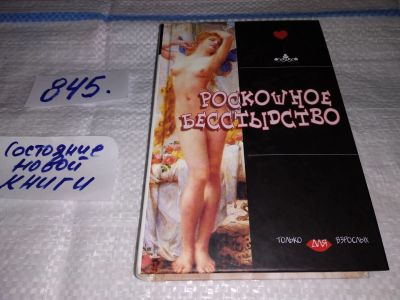 845.
Состояние
новой
книги
РОСКОШНОЕ
БЕССТЫДСТВО
ТОЛЬКО ДЛЯ ВЗРОСЛЫХ